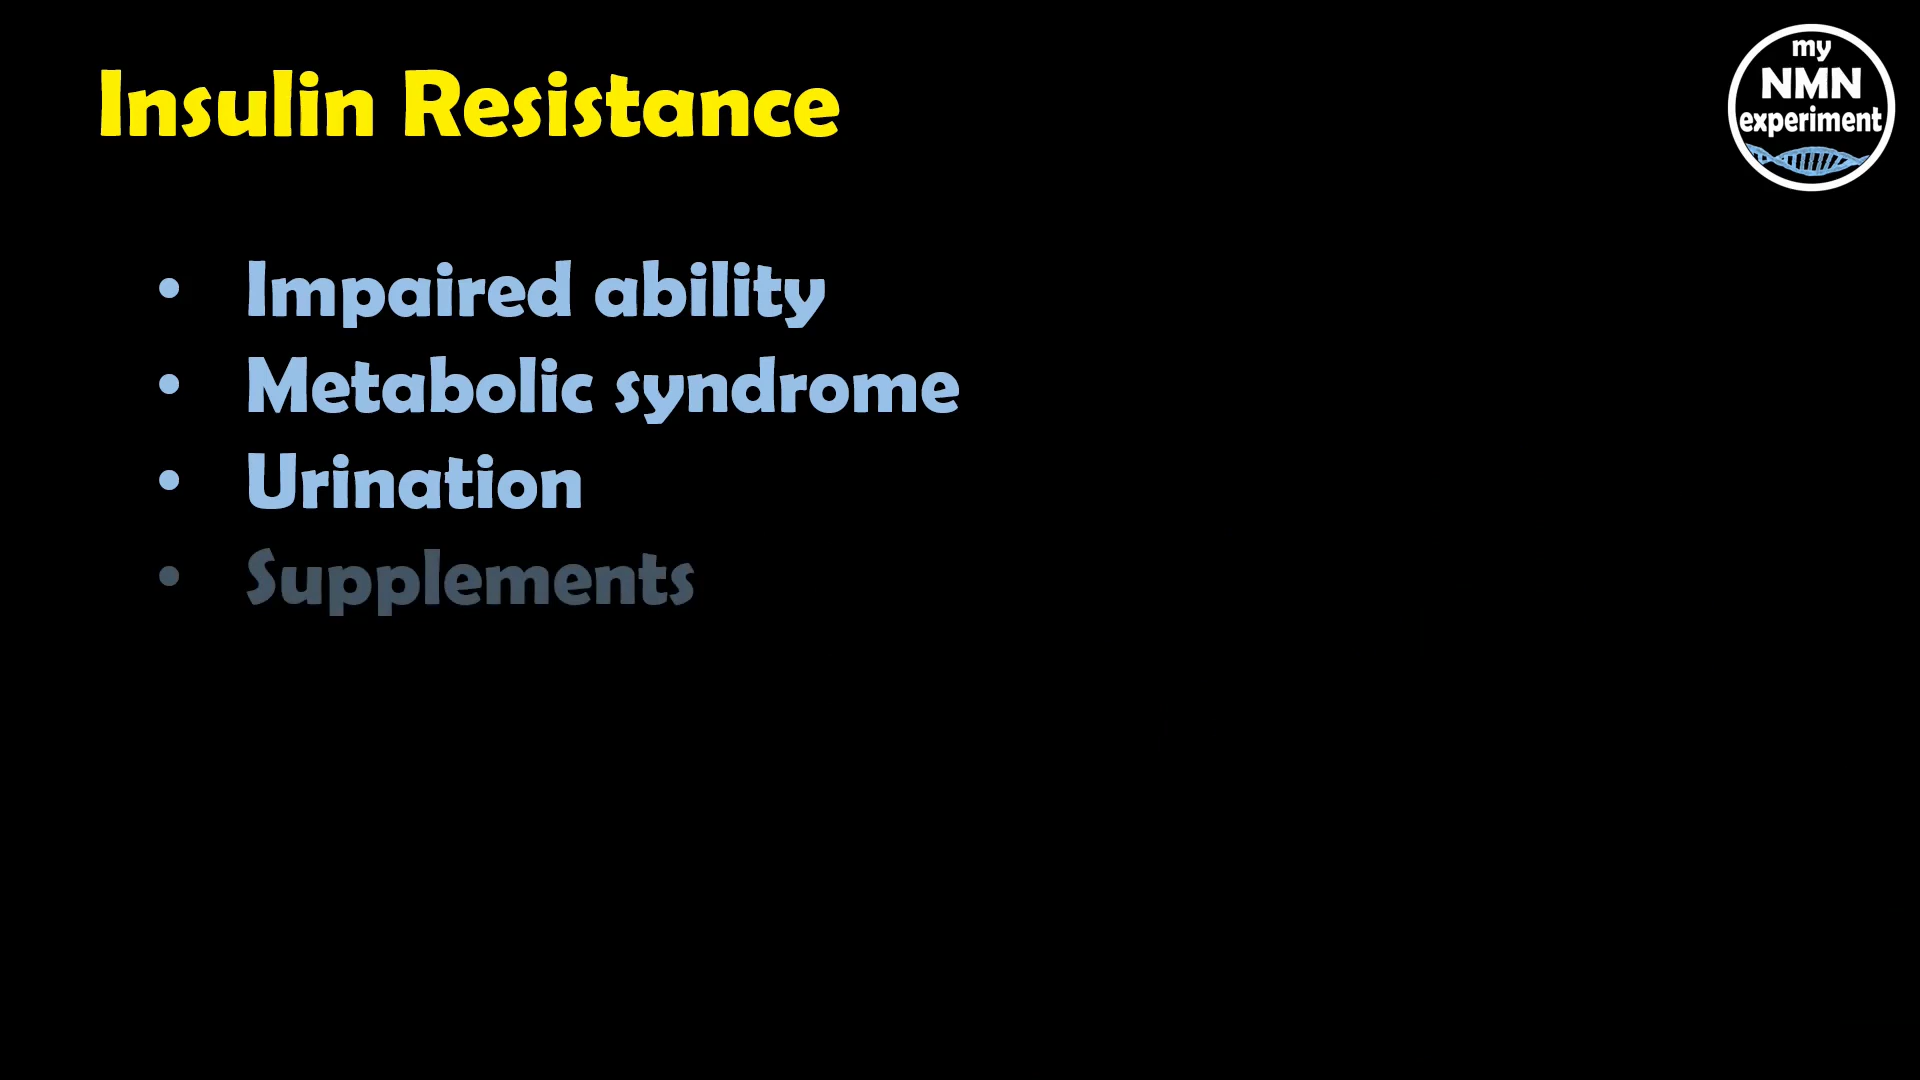 Insulin Resistance
my
NMN
experiment
• Impaired ability
• Metabolic syndrome
• Urination
• Supplements